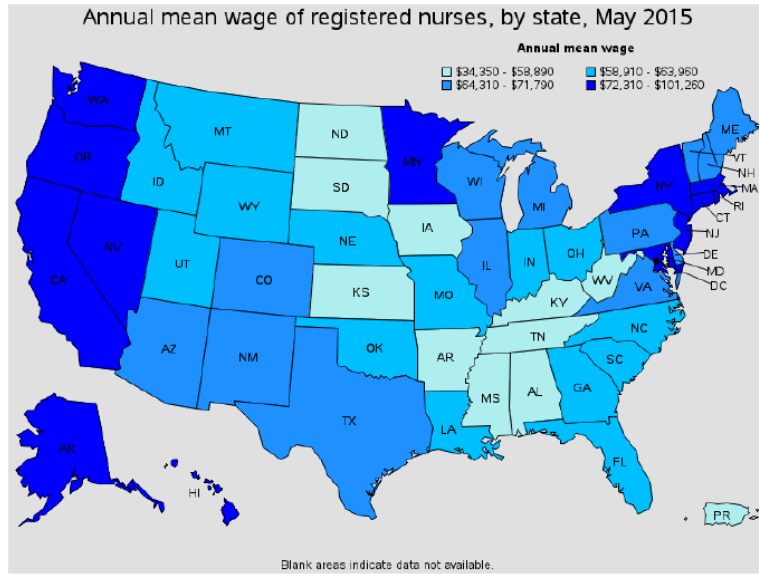 Annual mean wage of registered nurses, by state, May 2015
Annual mean wage
$34,350 - $58,890
$58,910 - $63,960
$64,310 - $71,790
$72,310 - $101,260
WA
MT
ND
MN
ME
OR
ID
SD
WI
MI
VT
NH
WY
NY
MA
RI
CT
IA
NE
PA
NJ
NV
UT
CO
IL
IN
OH
DE
MD
DC
CA
KS
MO
WV
VA
KY
AZ
NM
OK
AR
TN
NC
SC
MS
AL
GA
TX
LA
FL
AK
HI
PR
Blank areas indicate data not available.